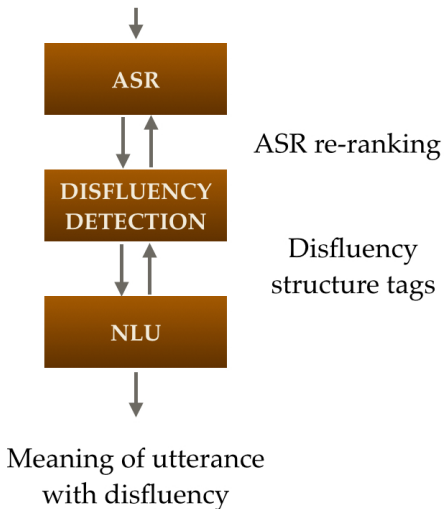 ASR
ASR re-ranking
DISFLUENCY
DETECTION
Disfluency
structure tags
NLU
Meaning of utterance
with disfluency